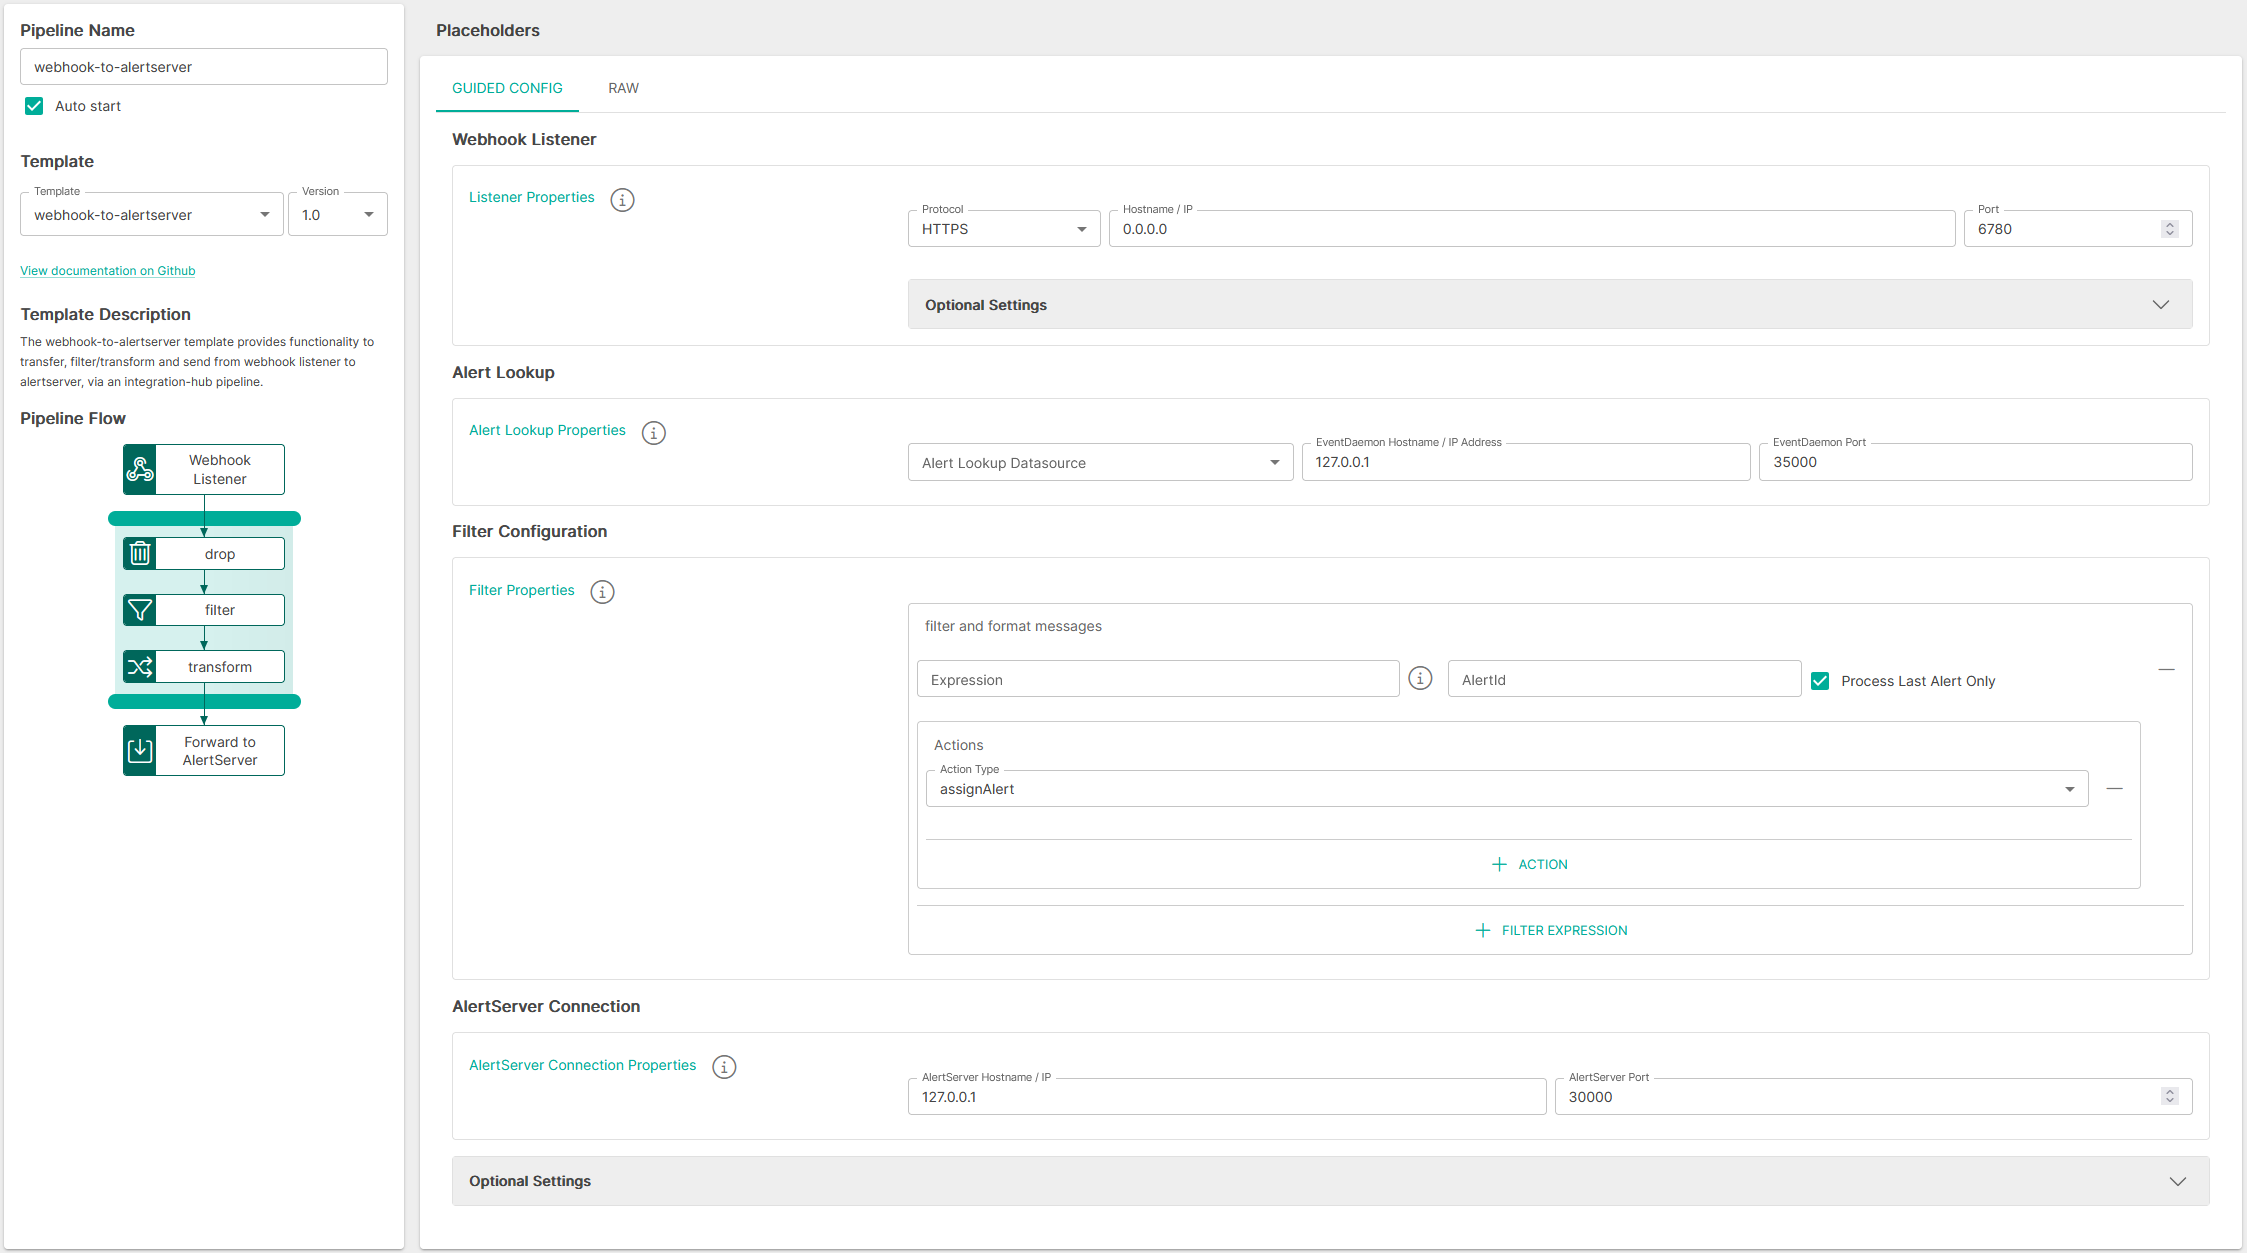 Pipeline Name
webhook-to-alertserver
Auto start
Template
Template
webhook-to-alertserver
Version
1.0
View documentation on Github
Template Description
The webhook-to-alertserver template provides functionality to
transfer, filter/transform and send from webhook listener to
alertserver, via an integration-hub pipeline.
Pipeline Flow
Webhook
Listener
drop
filter
transform
Forward to
AlertServer
Placeholders
GUIDED CONFIG
RAW
Webhook Listener
Listener Properties
Protocol
HTTPS
Hostname / IP
0.0.0.0
Port
6780
Optional Settings
Alert Lookup
Alert Lookup Properties
Alert Lookup Datasource
EventDaemon Hostname / IP Address
127.0.0.1
EventDaemon Port
35000
Filter Configuration
Filter Properties
filter and format messages
Expression
AlertId
Process Last Alert Only
Actions
Action Type
assignAlert
ACTION
FILTER EXPRESSION
AlertServer Connection
AlertServer Connection Properties
AlertServer Hostname / IP
127.0.0.1
AlertServer Port
30000
Optional Settings